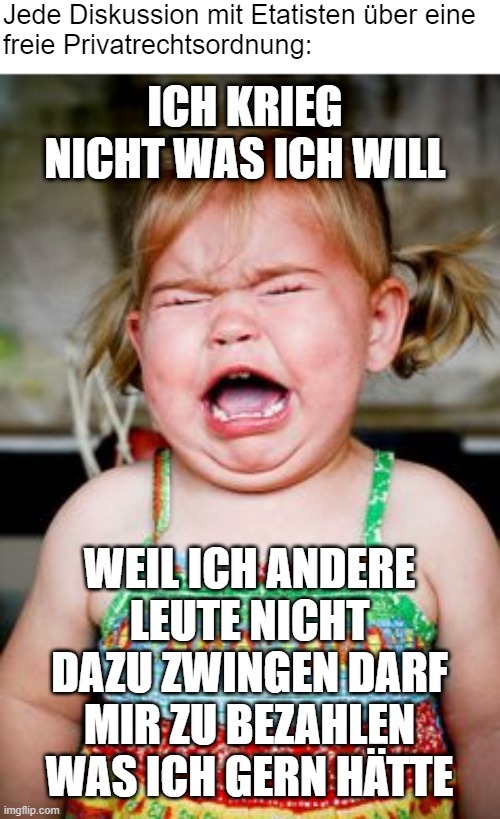 Jede Diskussion mit Etatisten über eine
freie Privatrechtsordnung:
ICH KRIEG
NICHT WAS ICH WILL
WEIL ICH ANDERE
LEUTE NICHT
DAZU ZWINGEN DARF
MIR ZU BEZAHLEN
WAS ICH GERN HÄTTE
imgflip.com